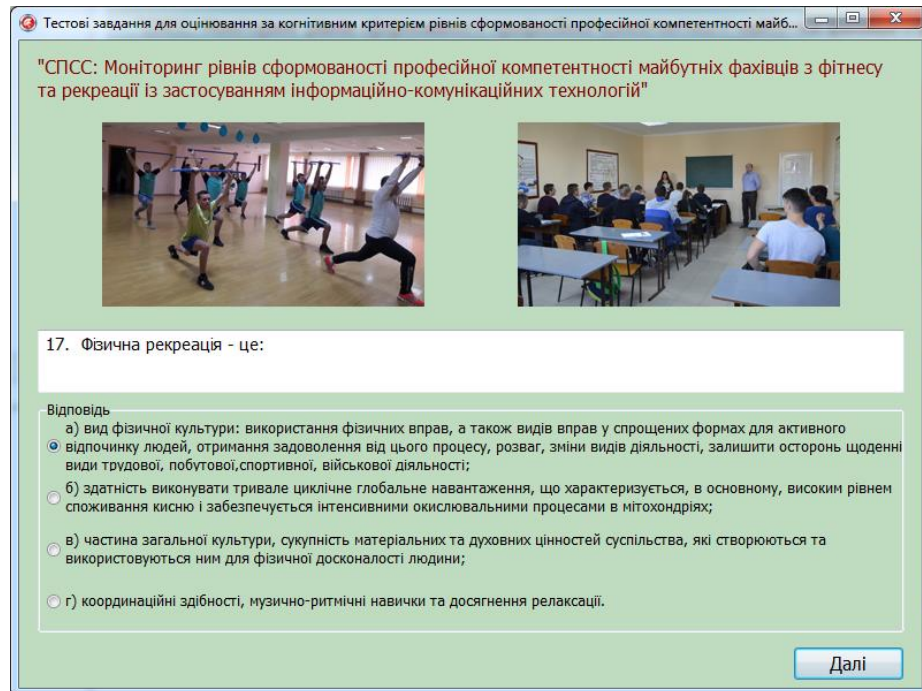 Тестові завдання для оцінювання за когнітивним критерієм рівнів сформованості професійної компетентності майб...
"СПСС: Моніторинг рівнів сформованості професійної компетентності майбутніх фахівців з фітнесу
та рекреації із застосуванням інформаційно-комунікаційних технологій"
17. Фізична рекреація - це:
Відповідь
а) вид фізичної культури: використання фізичних вправ, а також видів вправ у спрощених формах для активного
відпочинку людей, отримання задоволення від цього процесу, розваг, зміни видів діяльності, залишити осторонь щоденні
види трудової, побутової,спортивної, військової діяльності;
б) здатність виконувати тривале циклічне глобальне навантаження, що характеризується, в основному, високим рівнем
споживання кисню і забезпечується інтенсивними окислювальними процесами в мітохондріях;
в) частина загальної культури, сукупність матеріальних та духовних цінностей суспільства, які створюються та
використовуються ним для фізичної досконалості людини;
г) координаційні здібності, музично-ритмічні навички та досягнення релаксації.
Далі